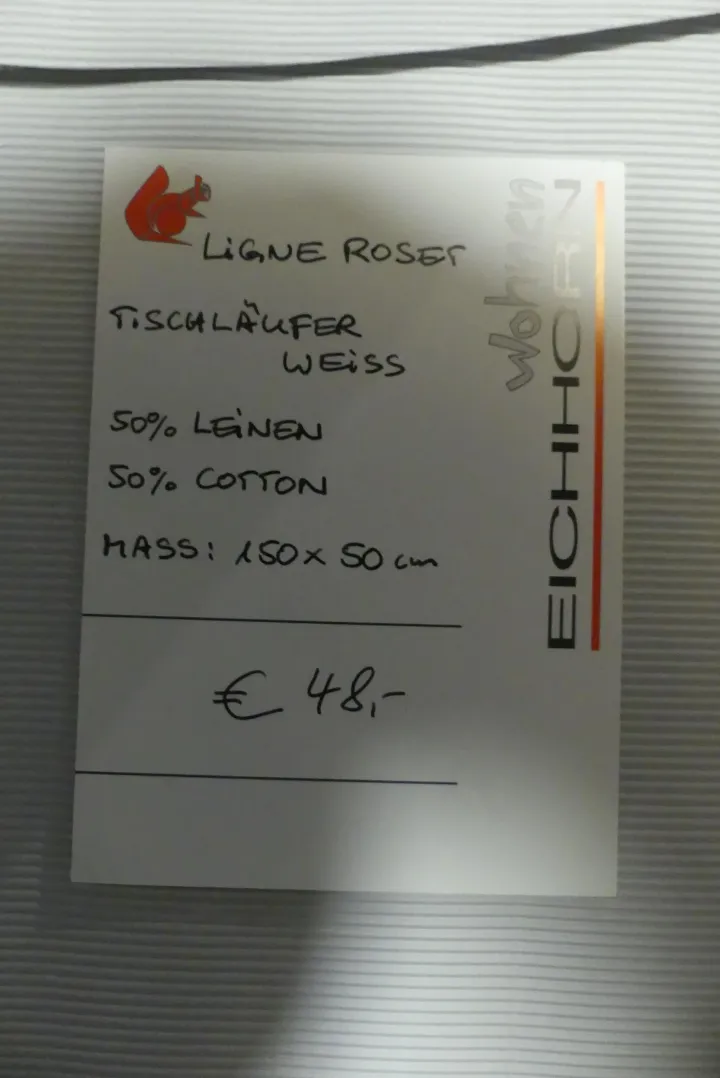 LIGNE ROSET
TISCHLÄUFER
WEISS
50% LEINEN
50% COTTON
MASS: 150 x 50 cm
€ 48,-
Wohnen
EICHHORN